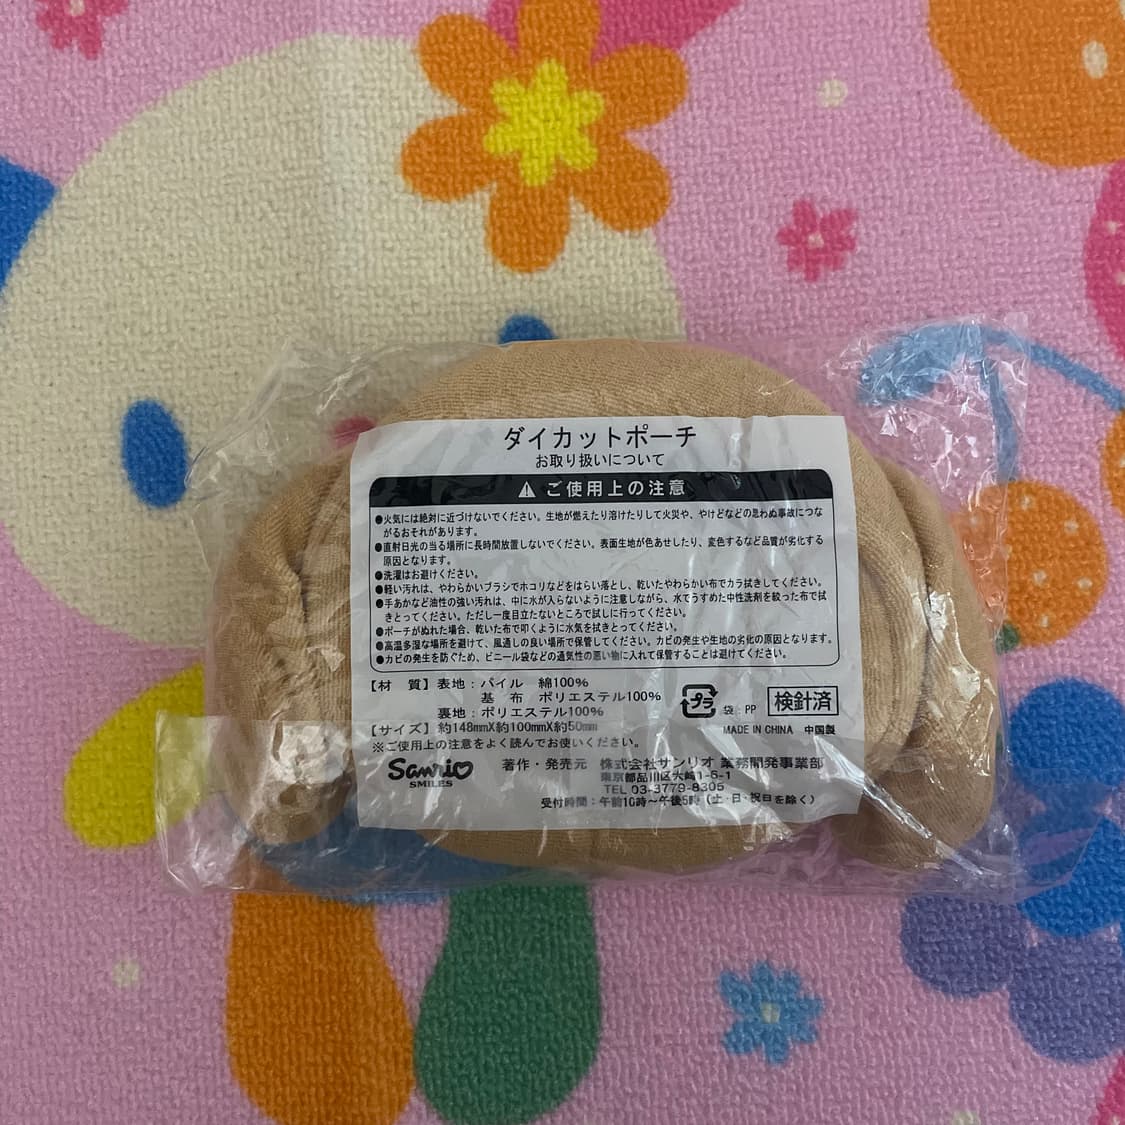 ダイカットポーチ
お取り扱いについて
⚠ご使用上の注意
●火気には絶対に近づけないでください。生地が燃えたり溶けたりして火災や、やけどなどの思わぬ事故につな
がるおそれがあります。
●直射日光の当る場所に長時間放置しないでください。表面生地が色あせしたり、変色するなど品質が劣化する
原因となります。
●洗濯はお避けください。
●軽い汚れは、やわらかいブラシでホコリなどをはらい落とし、乾いたやわらかい布でカラ拭きしてください。
●手あかなど油性の強い汚れは、中に水が入らないように注意しながら、水でうすめた中性洗剤を絞った布で拭
きとってください。ただし一度目立たないところで試しに行ってください。
●ポーチがぬれた場合、乾いた布で叩くように水気を拭きとってください。
●高温多湿な場所を避けて、風通しの良い場所で保管してください。カビの発生や生地の劣化の原因となります。
●カビの発生を防ぐため、ビニール袋などの通気性の悪い物に入れて保管することは避けてください。
【材 質】表地：パイル 綿100%
基 布 ポリエステル100%
裏地：ポリエステル100%
プラ 袋：PP 検針済
【サイズ】約148mmX約100mmX約50mm
MADE IN CHINA 中国製
※ご使用上の注意をよく読んでお使いください。
Sanrio
SMILES
著作・発売元 株式会社サンリオ 業務開発事業部
東京都品川区大崎1-6-1
TEL 03-3779-8305
受付時間：午前10時〜午後5時（土・日・祝日を除く）